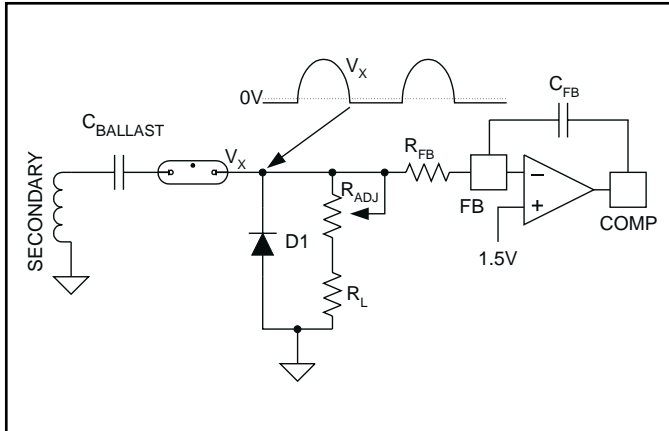 V_X
0V
C_FB
C_BALLAST
V_X
R_FB
R_ADJ
SECONDARY
FB
COMP
D1
1.5V
R_L